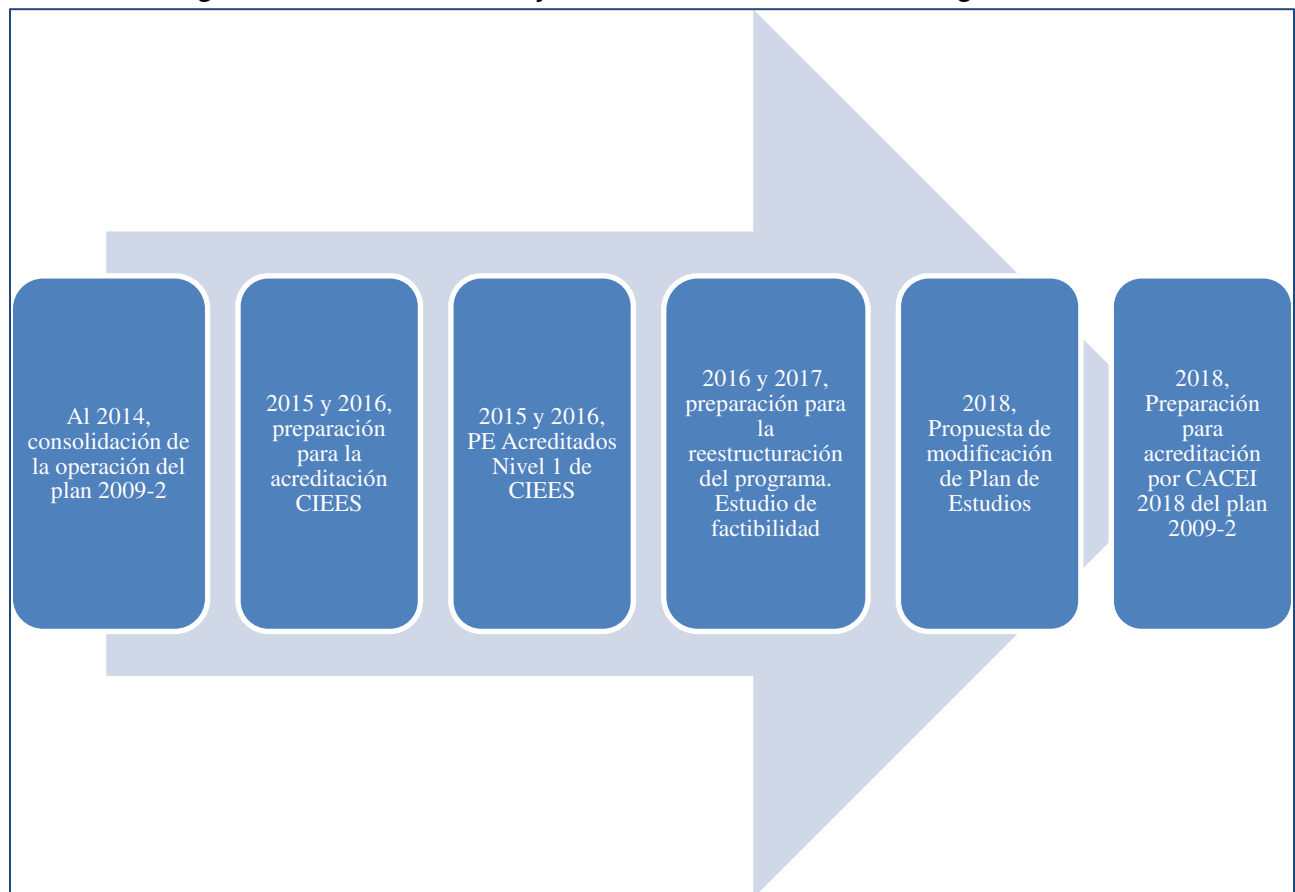 Al 2014,
consolidación de
la operación del
plan 2009-2
2015 y 2016,
preparación
para la
acreditación
CIEES
2015 y 2016,
PE Acreditados
Nivel 1 de
CIEES
2016 y 2017,
preparación para
la
reestructuración
del programa.
Estudio de
factibilidad
2018,
Propuesta de
modificación
de Plan de
Estudios
2018,
Preparación
para
acreditación
por CACEI
2018 del plan
2009-2